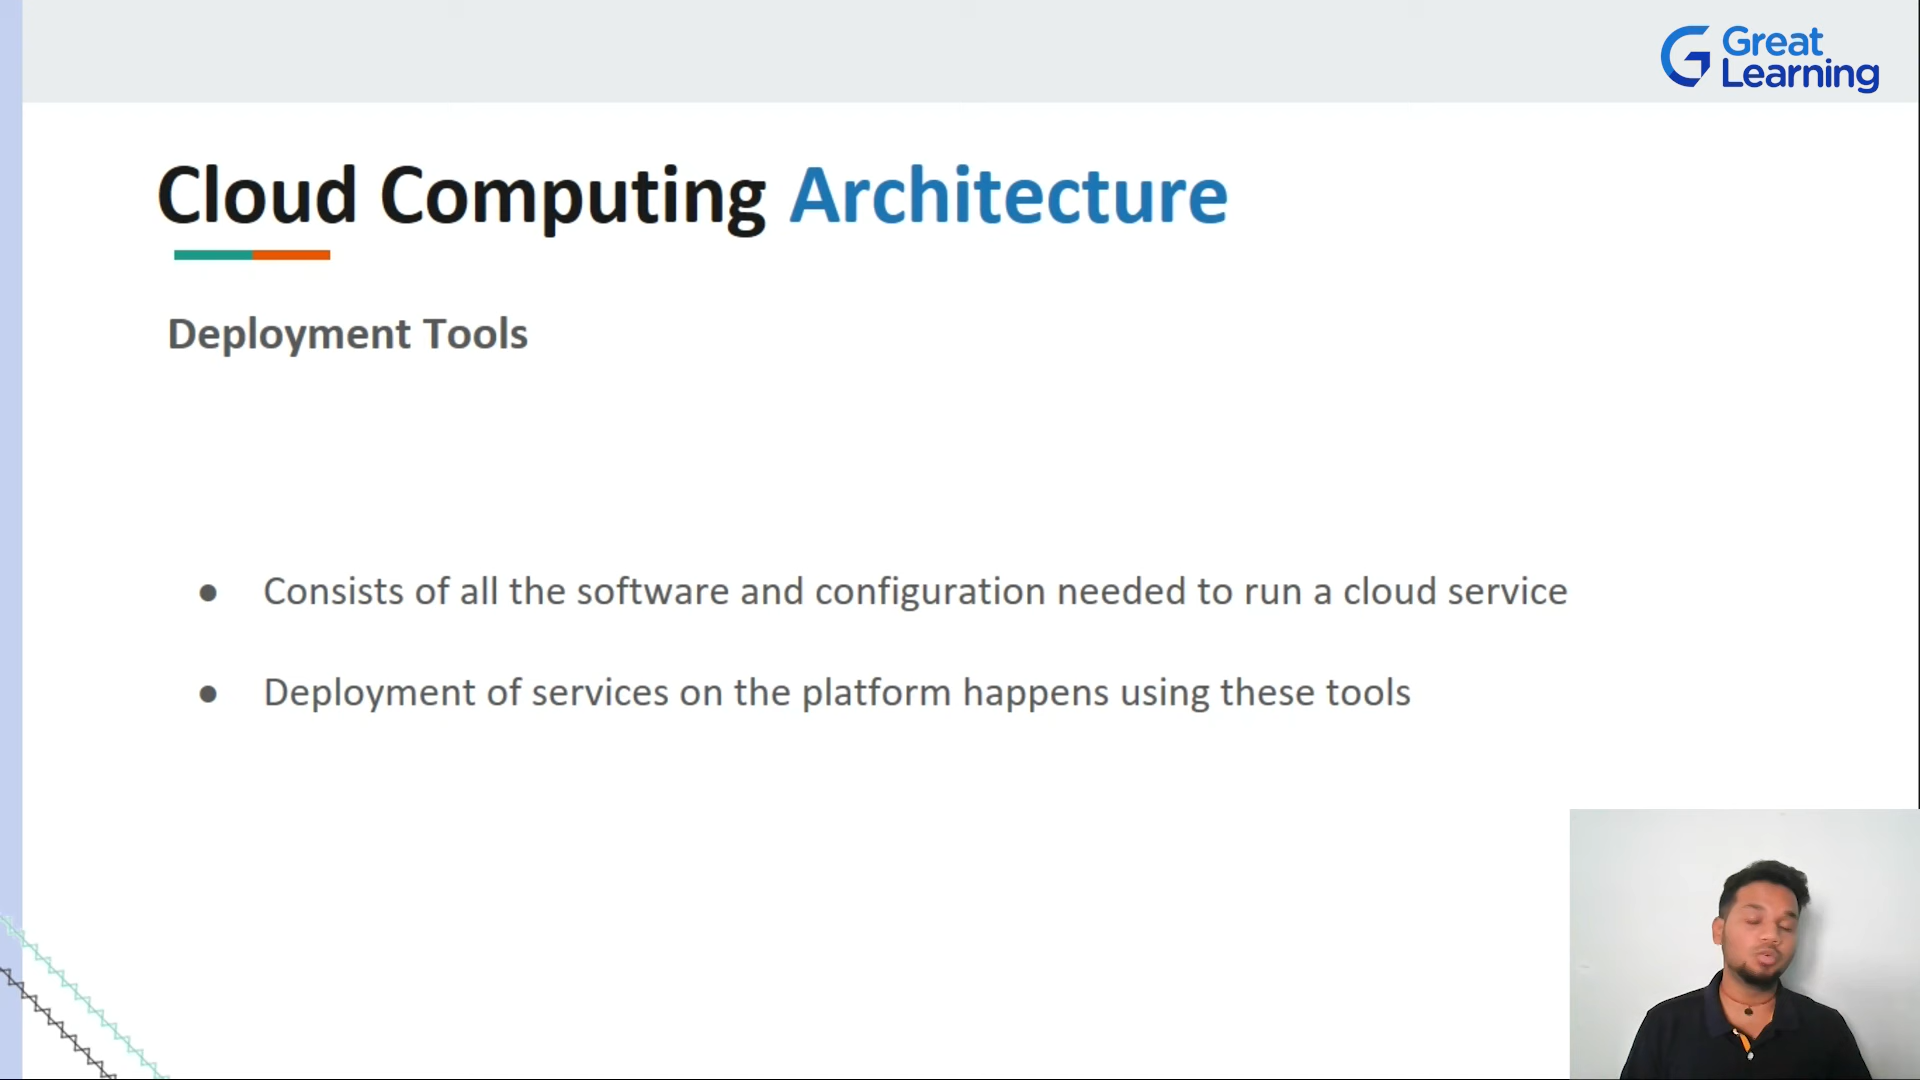 Great
Learning
Cloud Computing Architecture
Deployment Tools
● Consists of all the software and configuration needed to run a cloud service
● Deployment of services on the platform happens using these tools